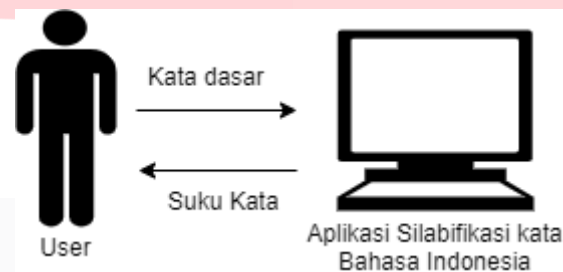 Kata dasar
Suku Kata
User
Aplikasi Silabifikasi kata
Bahasa Indonesia